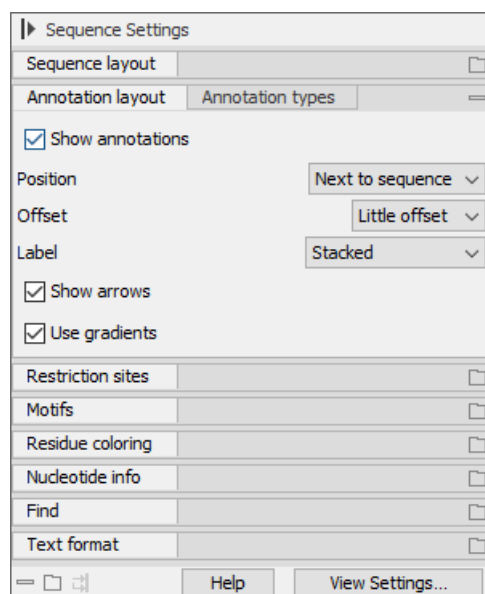 Sequence Settings
Sequence layout
Annotation layout Annotation types
Show annotations
Position Next to sequence
Offset Little offset
Label Stacked
Show arrows
Use gradients
Restriction sites
Motifs
Residue coloring
Nucleotide info
Find
Text format
Help View Settings...